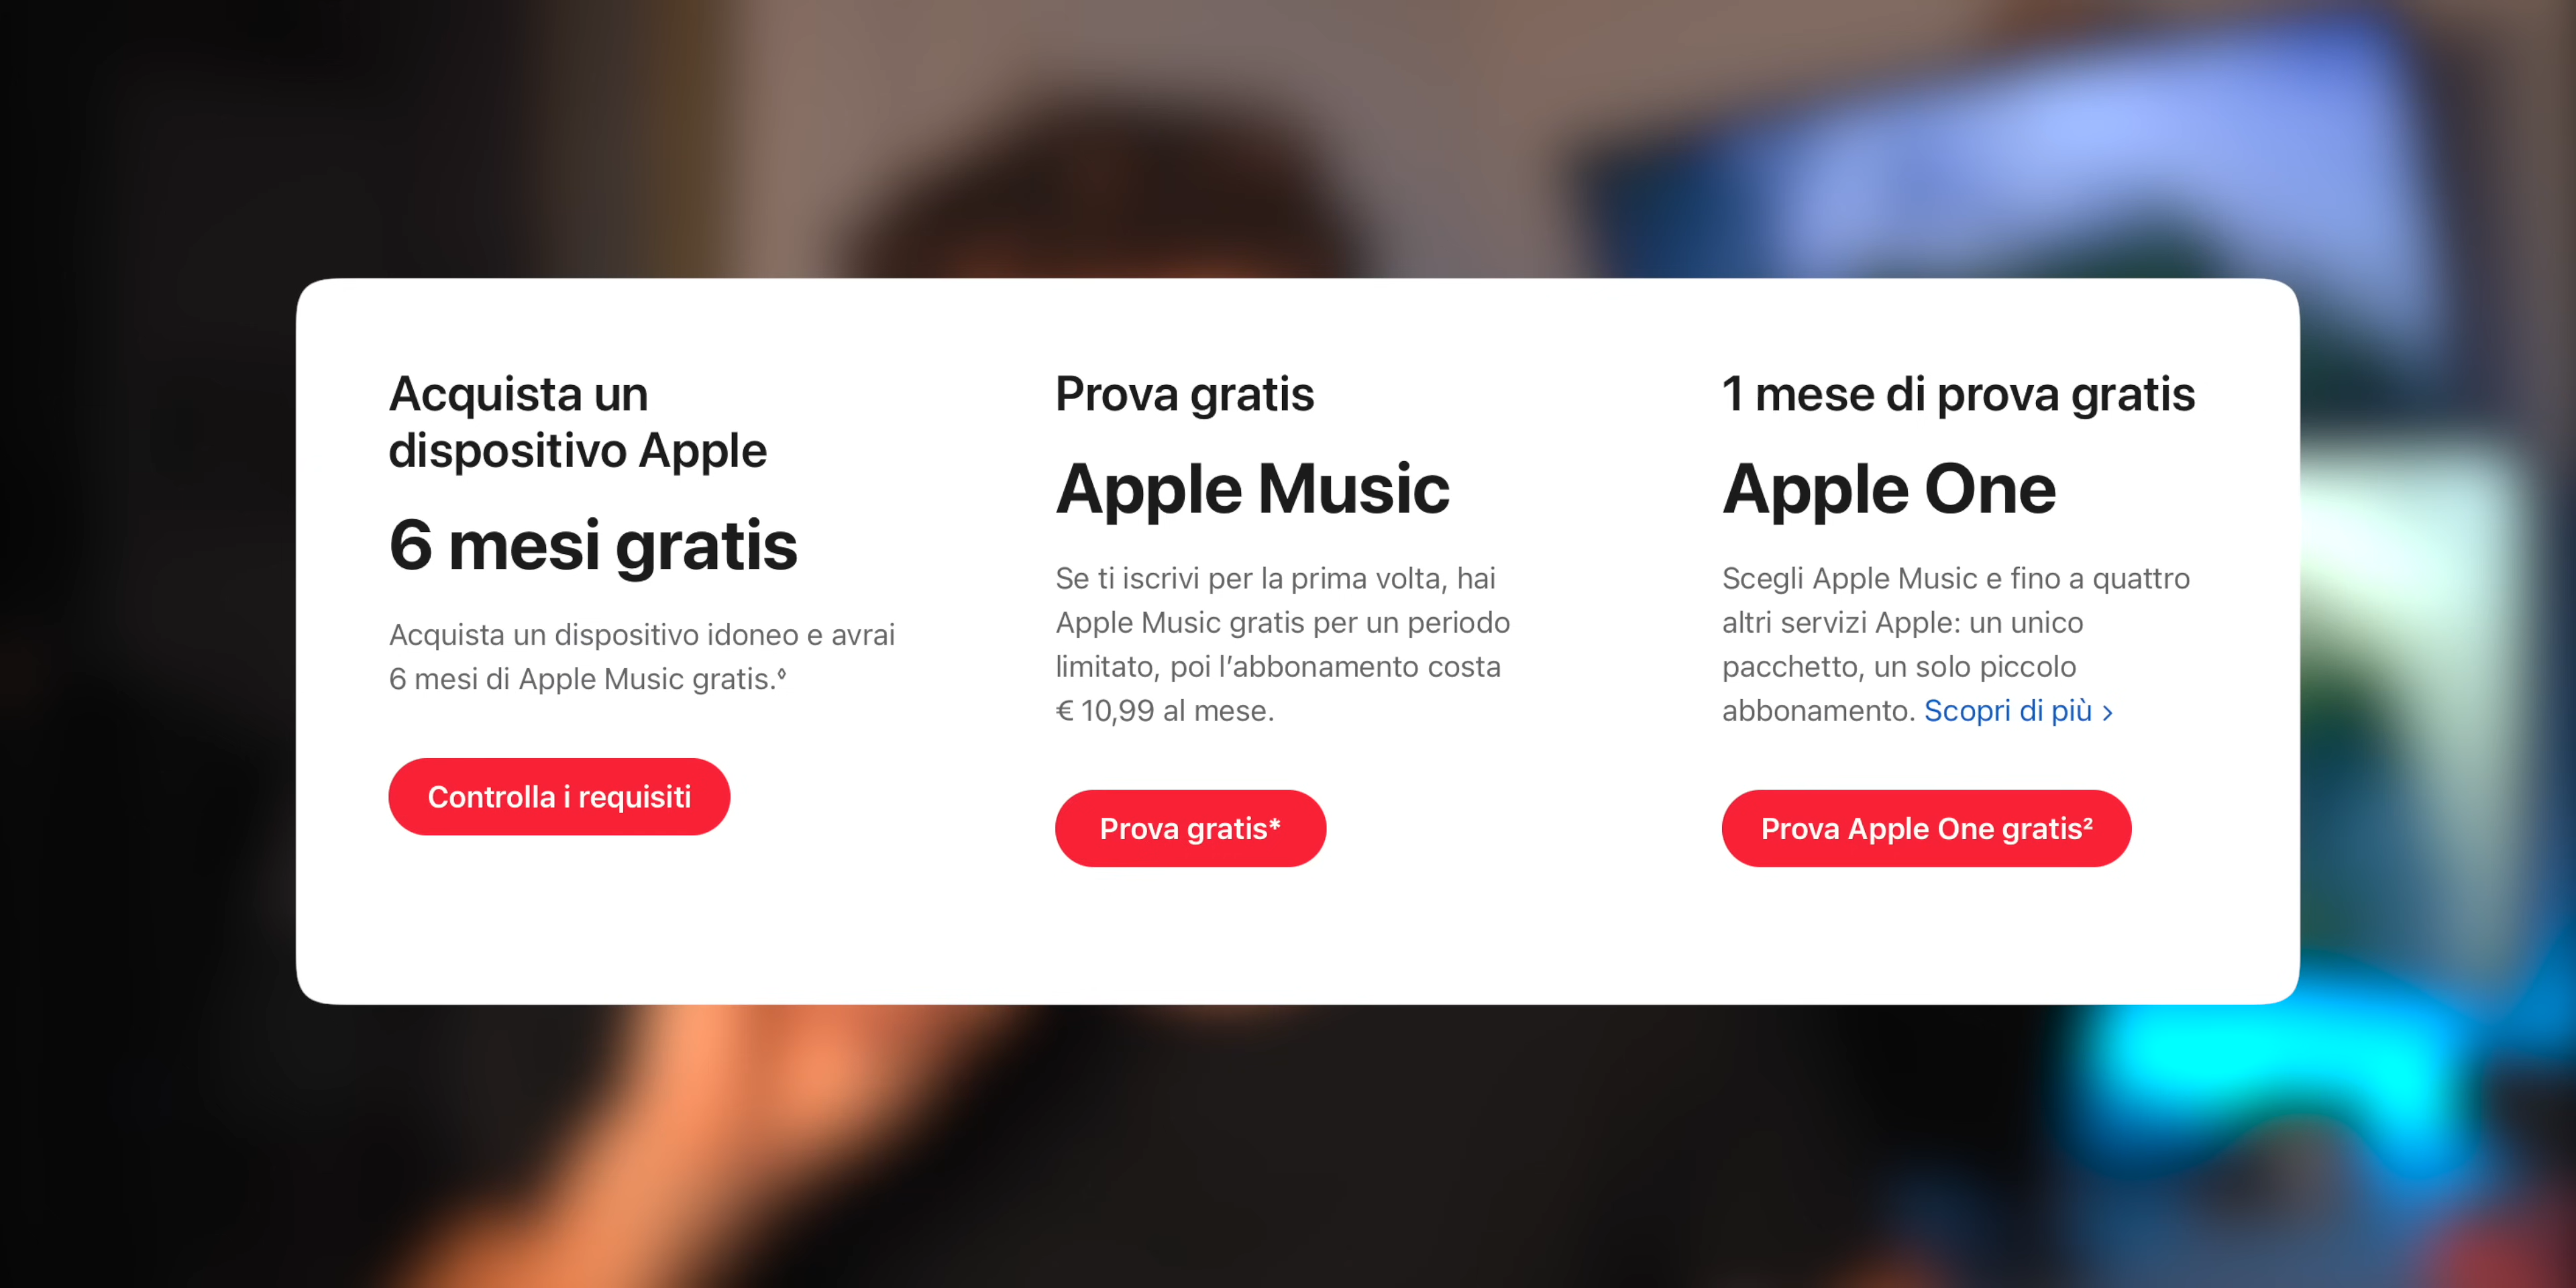 Acquista un
dispositivo Apple
6 mesi gratis
Acquista un dispositivo idoneo e avrai
6 mesi di Apple Music gratis.◊
Controlla i requisiti
Prova gratis
Apple Music
Se ti iscrivi per la prima volta, hai
Apple Music gratis per un periodo
limitato, poi l’abbonamento costa
€ 10,99 al mese.
Prova gratis*
1 mese di prova gratis
Apple One
Scegli Apple Music e fino a quattro
altri servizi Apple: un unico
pacchetto, un solo piccolo
abbonamento. Scopri di più >
Prova Apple One gratis²